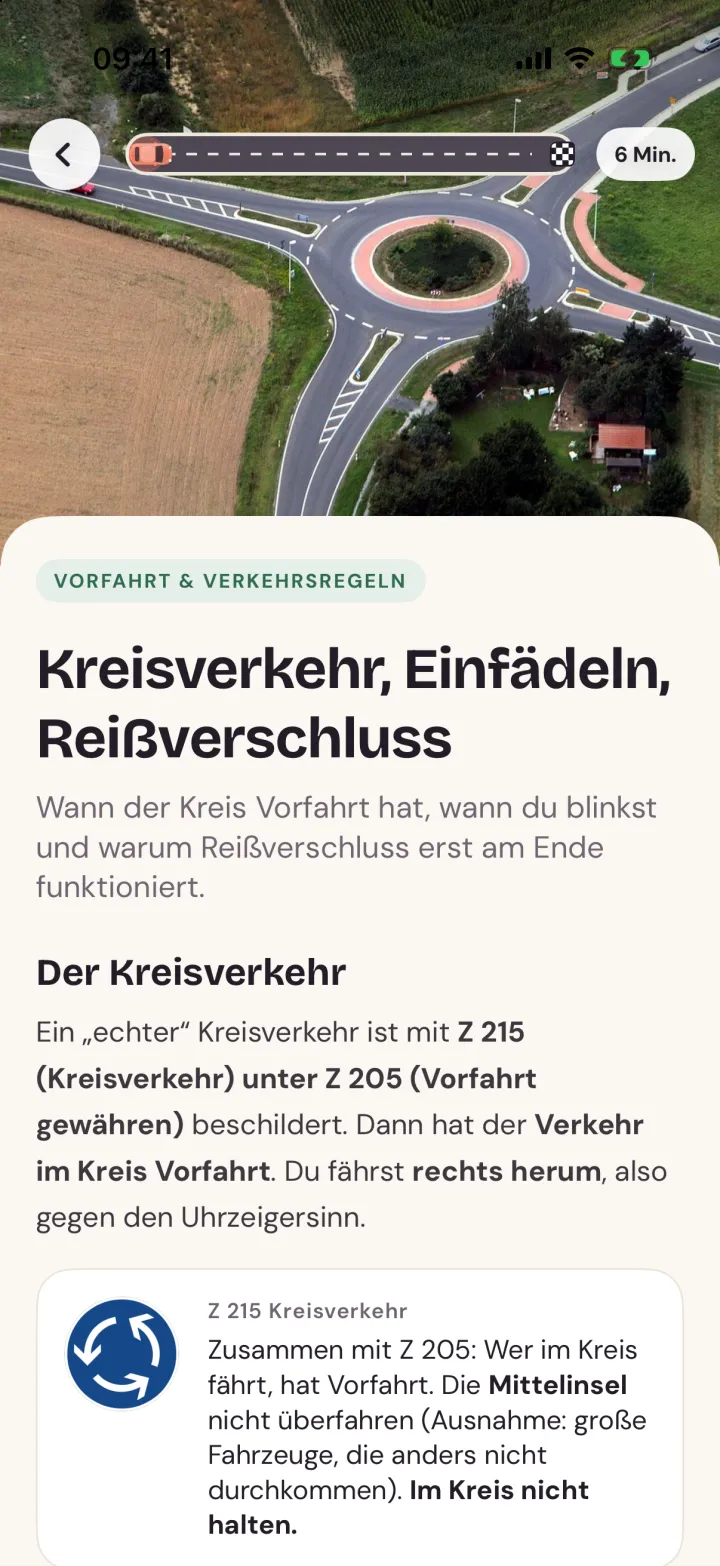 09:41
6 Min.
VORFAHRT & VERKEHRSREGELN
Kreisverkehr, Einfädeln,
Reißverschluss
Wann der Kreis Vorfahrt hat, wann du blinkst
und warum Reißverschluss erst am Ende
funktioniert.
Der Kreisverkehr
Ein „echter“ Kreisverkehr ist mit Z 215
(Kreisverkehr) unter Z 205 (Vorfahrt
gewähren) beschildert. Dann hat der Verkehr
im Kreis Vorfahrt. Du fährst rechts herum, also
gegen den Uhrzeigersinn.
Z 215 Kreisverkehr
Zusammen mit Z 205: Wer im Kreis
fährt, hat Vorfahrt. Die Mittelinsel
nicht überfahren (Ausnahme: große
Fahrzeuge, die anders nicht
durchkommen). Im Kreis nicht
halten.